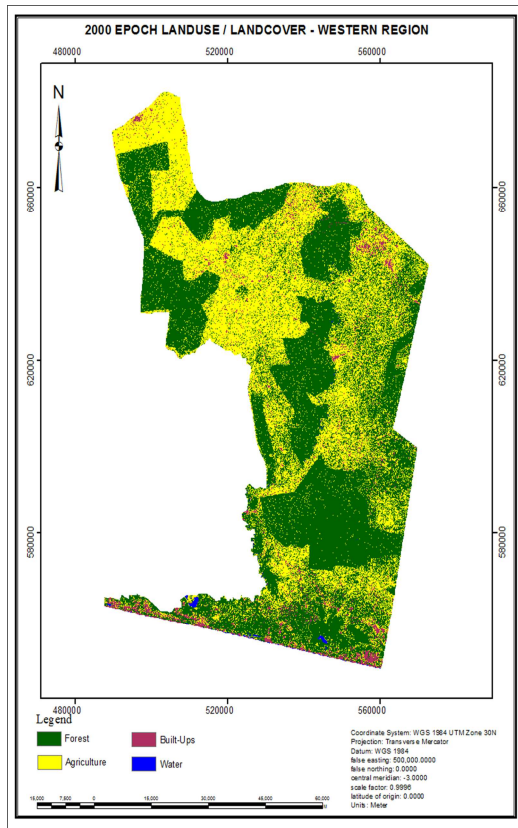 2000 EPOCH LANDUSE / LANDCOVER - WESTERN REGION
480000 520000 560000
N
660000 660000
620000 620000
580000 580000
480000 520000 560000
Legend
Forest
Built-Ups
Agriculture
Water
Coordinate System: WGS 1984 UTM Zone 30N
Projection: Transverse Mercator
Datum: WGS 1984
false easting: 500,000.0000
false northing: 0.0000
central meridian: -3.0000
scale factor: 0.9996
latitude of origin: 0.0000
Units: Meter
15,000 7,500 0 15,000 30,000 45,000 60,000